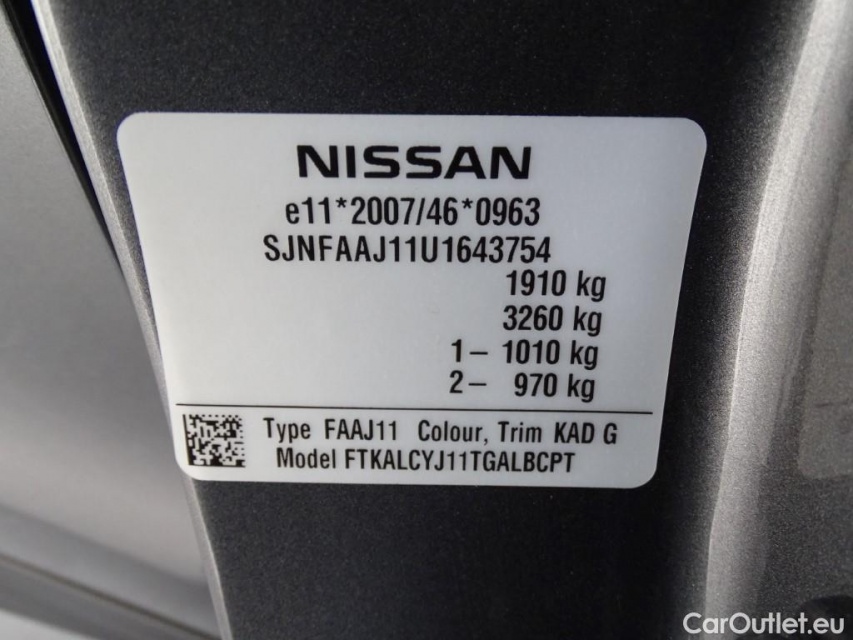 NISSAN
e11*2007/46*0963
SJNFAAJ11U1643754
1910 kg
3260 kg
1– 1010 kg
2– 970 kg
Type FAAJ11 Colour, Trim KAD G
Model FTKALCYJ11TGALBCPT
CarOutlet.eu